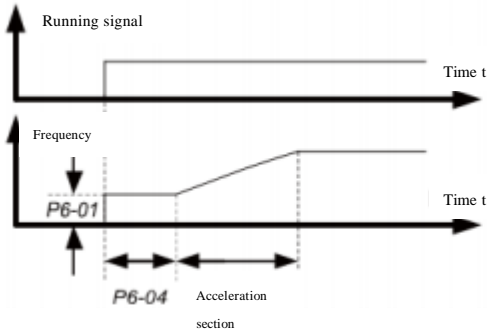 Running signal
Time t
Frequency
Time t
P6-01
P6-04
Acceleration
section